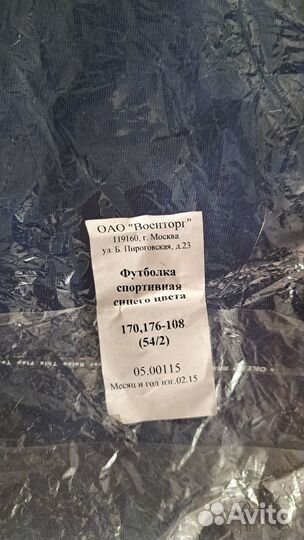 ОАО "Воснторг"
119160, г. Москва
ул. Б. Пироговская, д.23
Футболка
спортивная
синего цвета
170,176-108
(54/2)
05.00115
Месяц и год изг.02.15
Avito